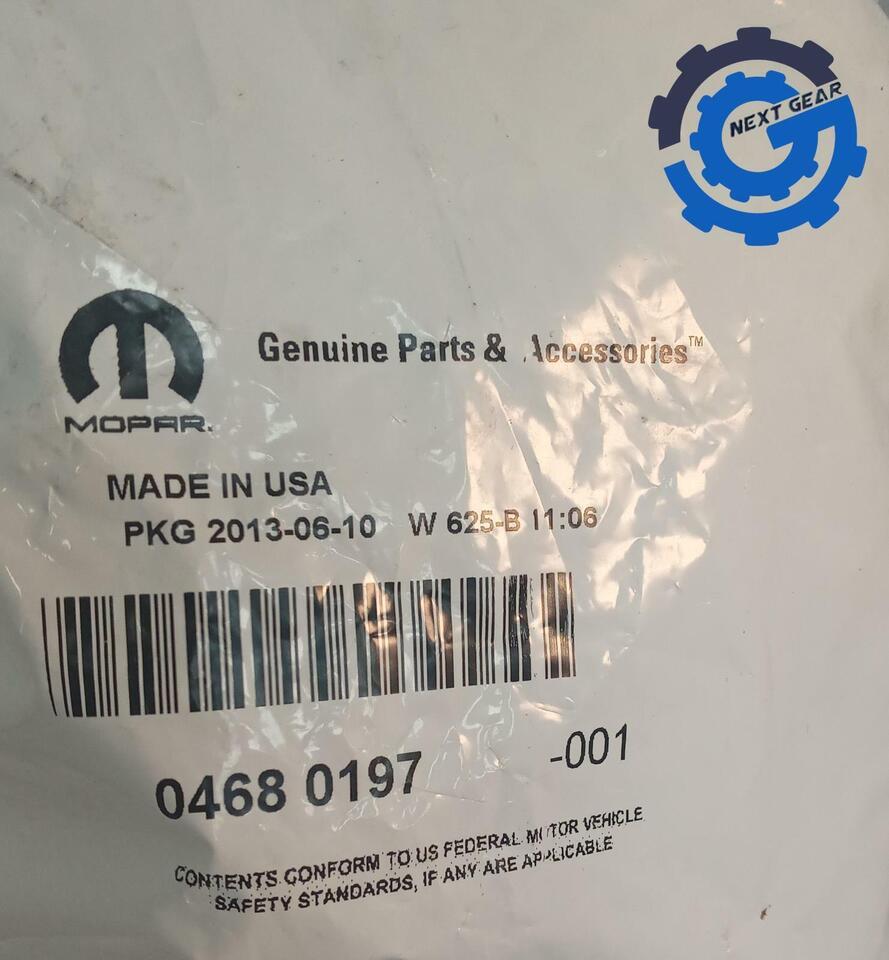 NEXT GEAR
Genuine Parts & Accessories™
MOPAR.
MADE IN USA
PKG 2013-06-10 W 625-B 11:06
0468 0197 -001
CONTENTS CONFORM TO US FEDERAL MOTOR VEHICLE
SAFETY STANDARDS, IF ANY ARE APPLICABLE